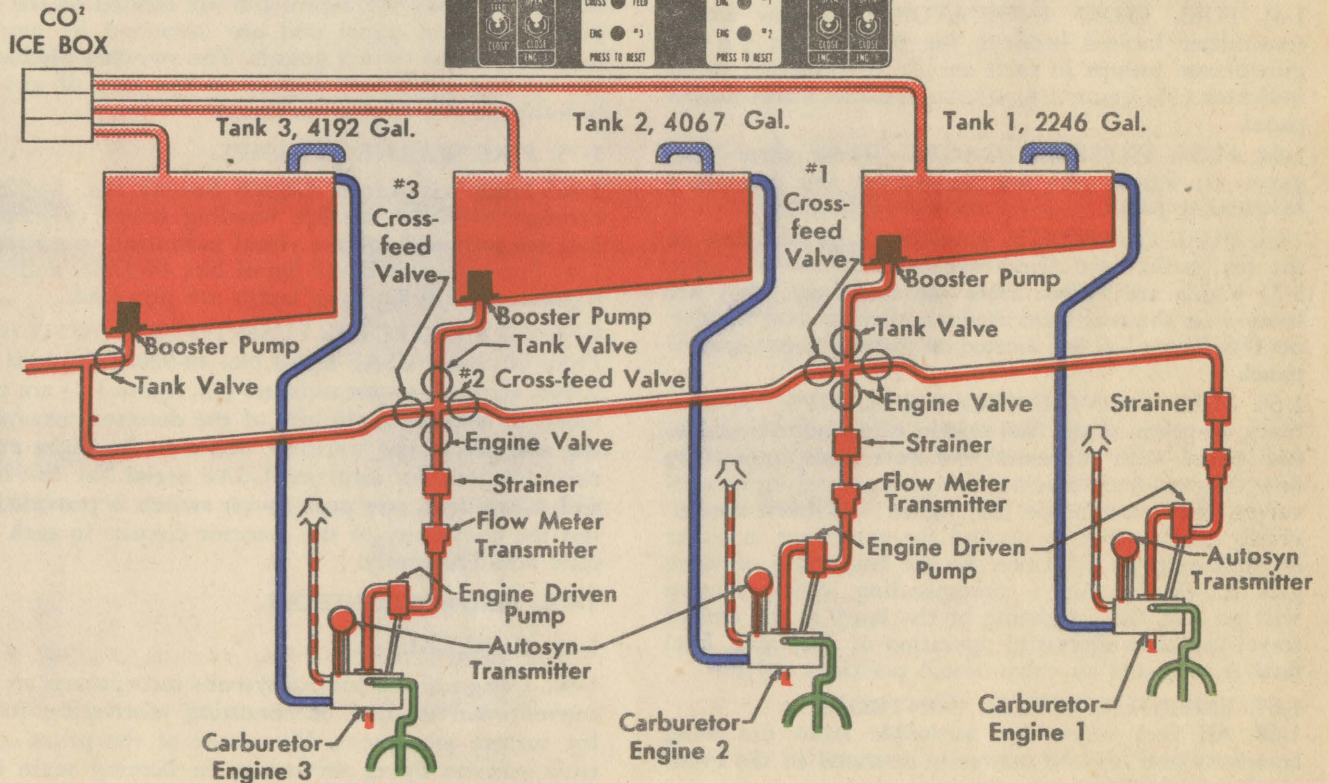 CROSS FEED
CLOSE
CLOSE
ENG #3
PRESS TO RESET
ENG #2
PRESS TO RESET
CLOSE
CLOSE
CO²
ICE BOX
Tank 3, 4192 Gal.
Tank 2, 4067 Gal.
Tank 1, 2246 Gal.
#3
Cross-
feed
Valve
#1
Cross-
feed
Valve
Booster Pump
Tank Valve
Booster Pump
Tank Valve
#2 Cross-feed Valve
Engine Valve
Strainer
Flow Meter
Transmitter
Engine Driven
Pump
Autosyn
Transmitter
Carburetor
Engine 3
Booster Pump
Tank Valve
Engine Valve
Strainer
Flow Meter
Transmitter
Engine Driven
Pump
Carburetor
Engine 2
Strainer
Autosyn
Transmitter
Carburetor
Engine 1